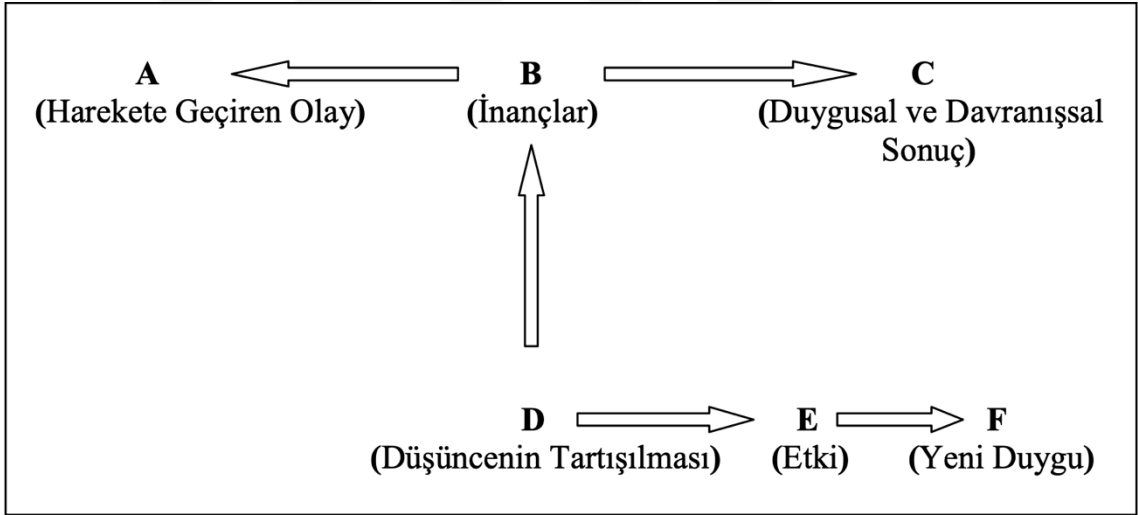 A B C
(Harekete Geçiren Olay) (İnançlar) (Duygusal ve Davranışsal
Sonuç)
D E F
(Düşüncenin Tartışılması) (Etki) (Yeni Duygu)